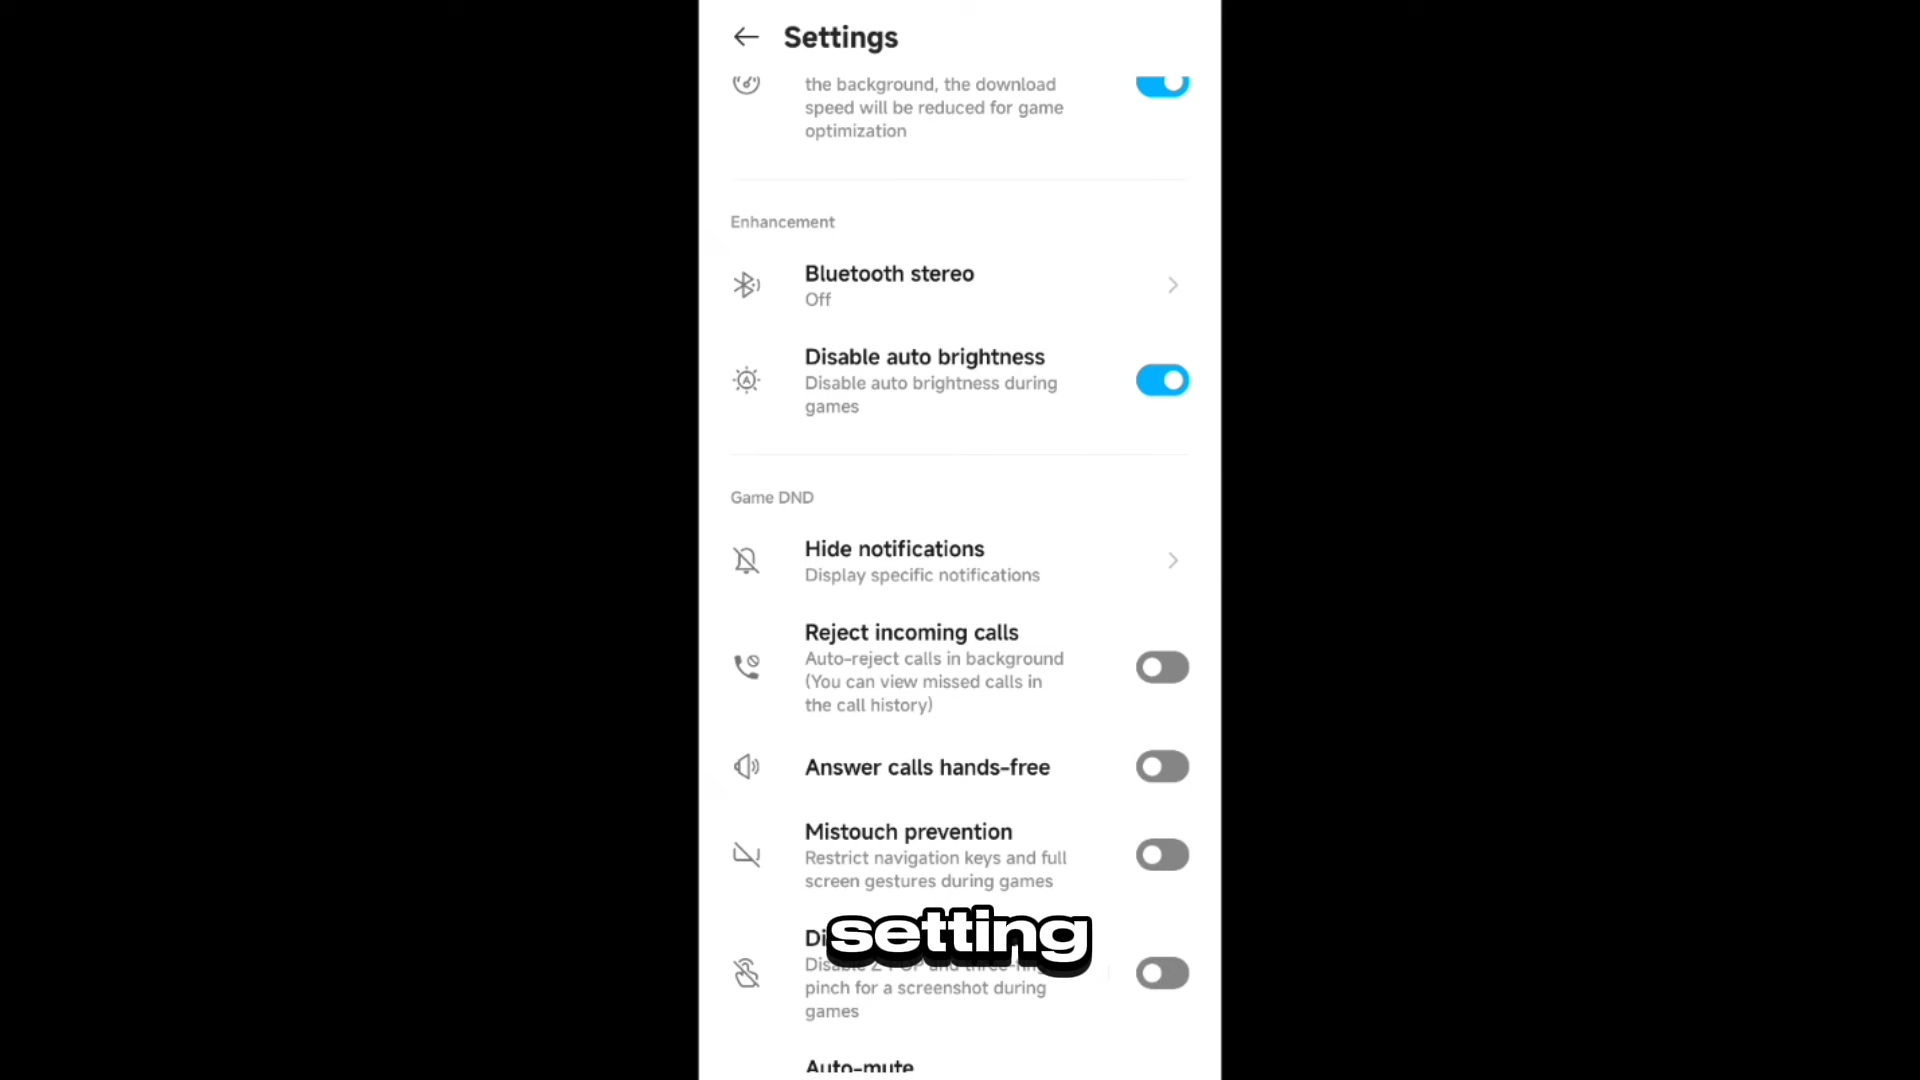 Settings
the background, the download
speed will be reduced for game
optimization
Enhancement
Bluetooth stereo
Off
Disable auto brightness
Disable auto brightness during
games
Game DND
Hide notifications
Display specific notifications
Reject incoming calls
Auto-reject calls in background
(You can view missed calls in
the call history)
Answer calls hands-free
Mistouch prevention
Restrict navigation keys and full
screen gestures during games
setting
pinch for a screenshot during
games
Auto-mute